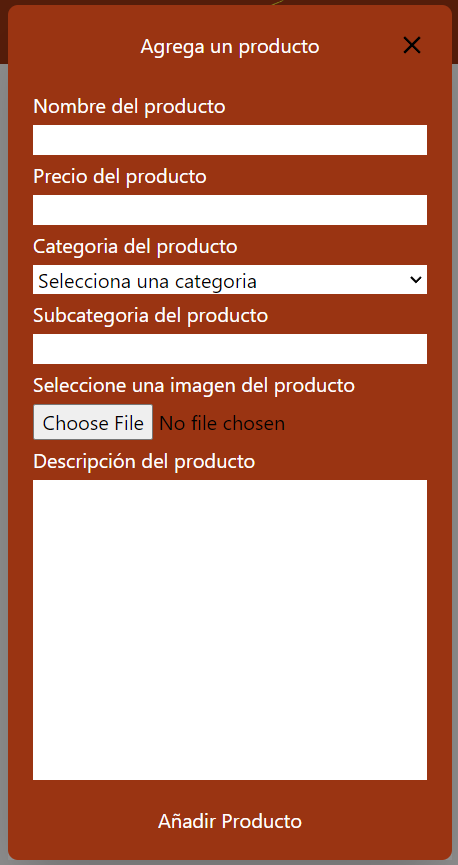 Agrega un producto
Nombre del producto
Precio del producto
Categoria del producto
Selecciona una categoria
Subcategoria del producto
Seleccione una imagen del producto
Choose File No file chosen
Descripción del producto
Añadir Producto